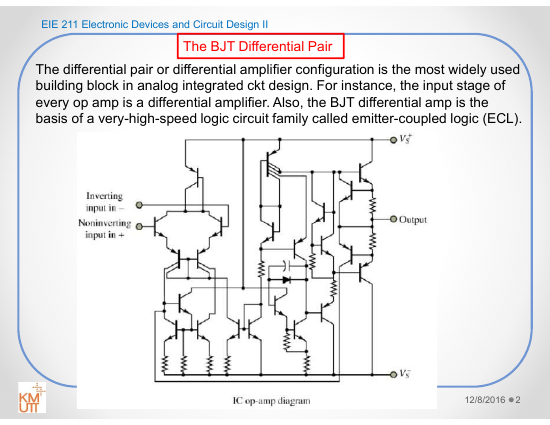 EIE 211 Electronic Devices and Circuit Design II
The BJT Differential Pair
The differential pair or differential amplifier configuration is the most widely used
building block in analog integrated ckt design. For instance, the input stage of
every op amp is a differential amplifier. Also, the BJT differential amp is the
basis of a very-high-speed logic circuit family called emitter-coupled logic (ECL).
V_S^+
Inverting
input in –
Noninverting
input in +
Output
V_S^-
IC op-amp diagram
KM
UTT
12/8/2016 ● 2